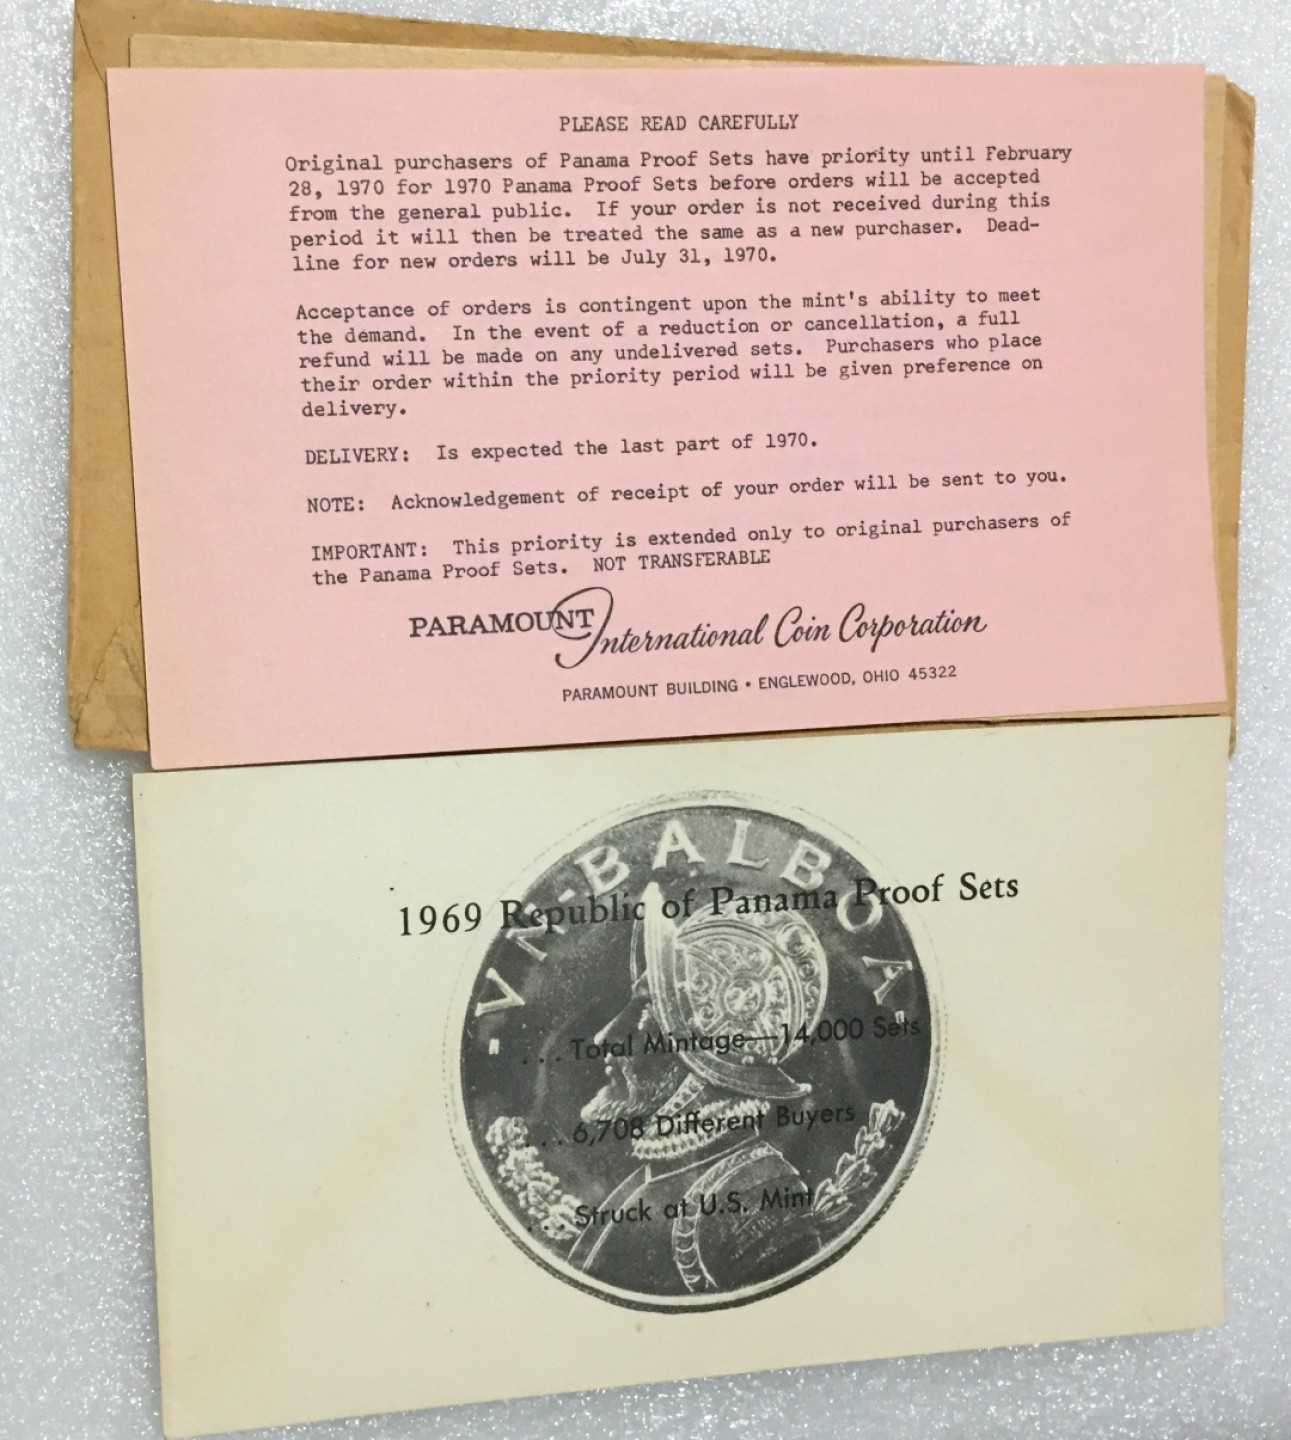 PLEASE READ CAREFULLY
Original purchasers of Panama Proof Sets have priority until February
28, 1970 for 1970 Panama Proof Sets before orders will be accepted
from the general public. If your order is not received during this
period it will then be treated the same as a new purchaser. Dead-
line for new orders will be July 31, 1970.
Acceptance of orders is contingent upon the mint's ability to meet
the demand. In the event of a reduction or cancellation, a full
refund will be made on any undelivered sets. Purchasers who place
their order within the priority period will be given preference on
delivery.
DELIVERY: Is expected the last part of 1970.
NOTE: Acknowledgement of receipt of your order will be sent to you.
IMPORTANT: This priority is extended only to original purchasers of
the Panama Proof Sets. NOT TRANSFERABLE
PARAMOUNT International Coin Corporation
PARAMOUNT BUILDING • ENGLEWOOD, OHIO 45322
VN-BALBOA
1969 Republic of Panama Proof Sets
... Total Mintage—14,000 Sets
... 6,708 Different Buyers
... Struck at U.S. Mint